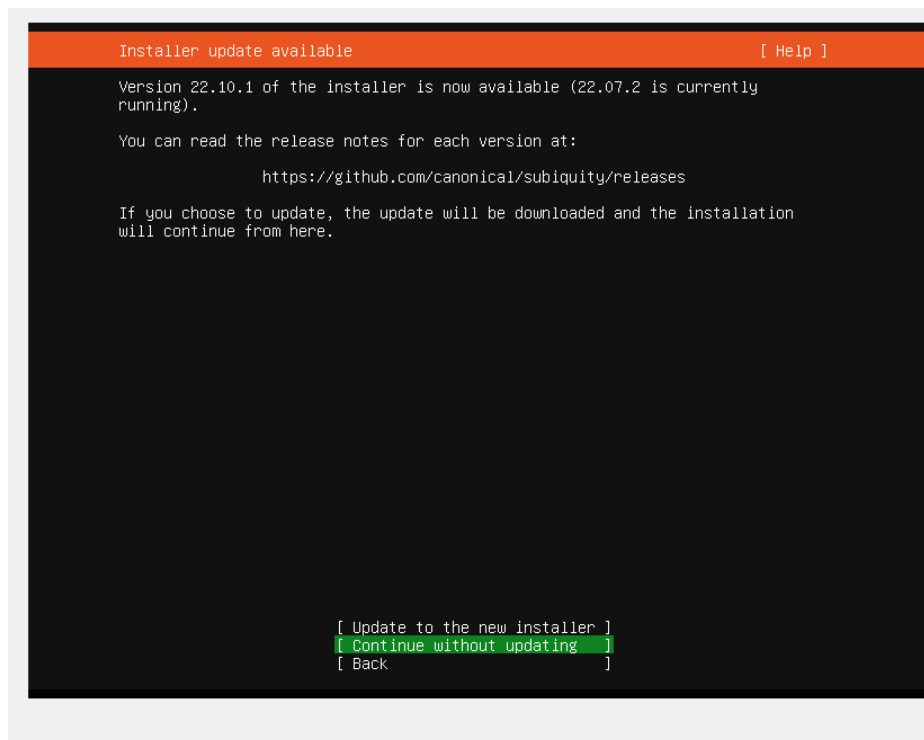 Installer update available [ Help ]
Version 22.10.1 of the installer is now available (22.07.2 is currently
running).
You can read the release notes for each version at:
https://github.com/canonical/subiquity/releases
If you choose to update, the update will be downloaded and the installation
will continue from here.
[ Update to the new installer ]
[ Continue without updating ]
[ Back ]